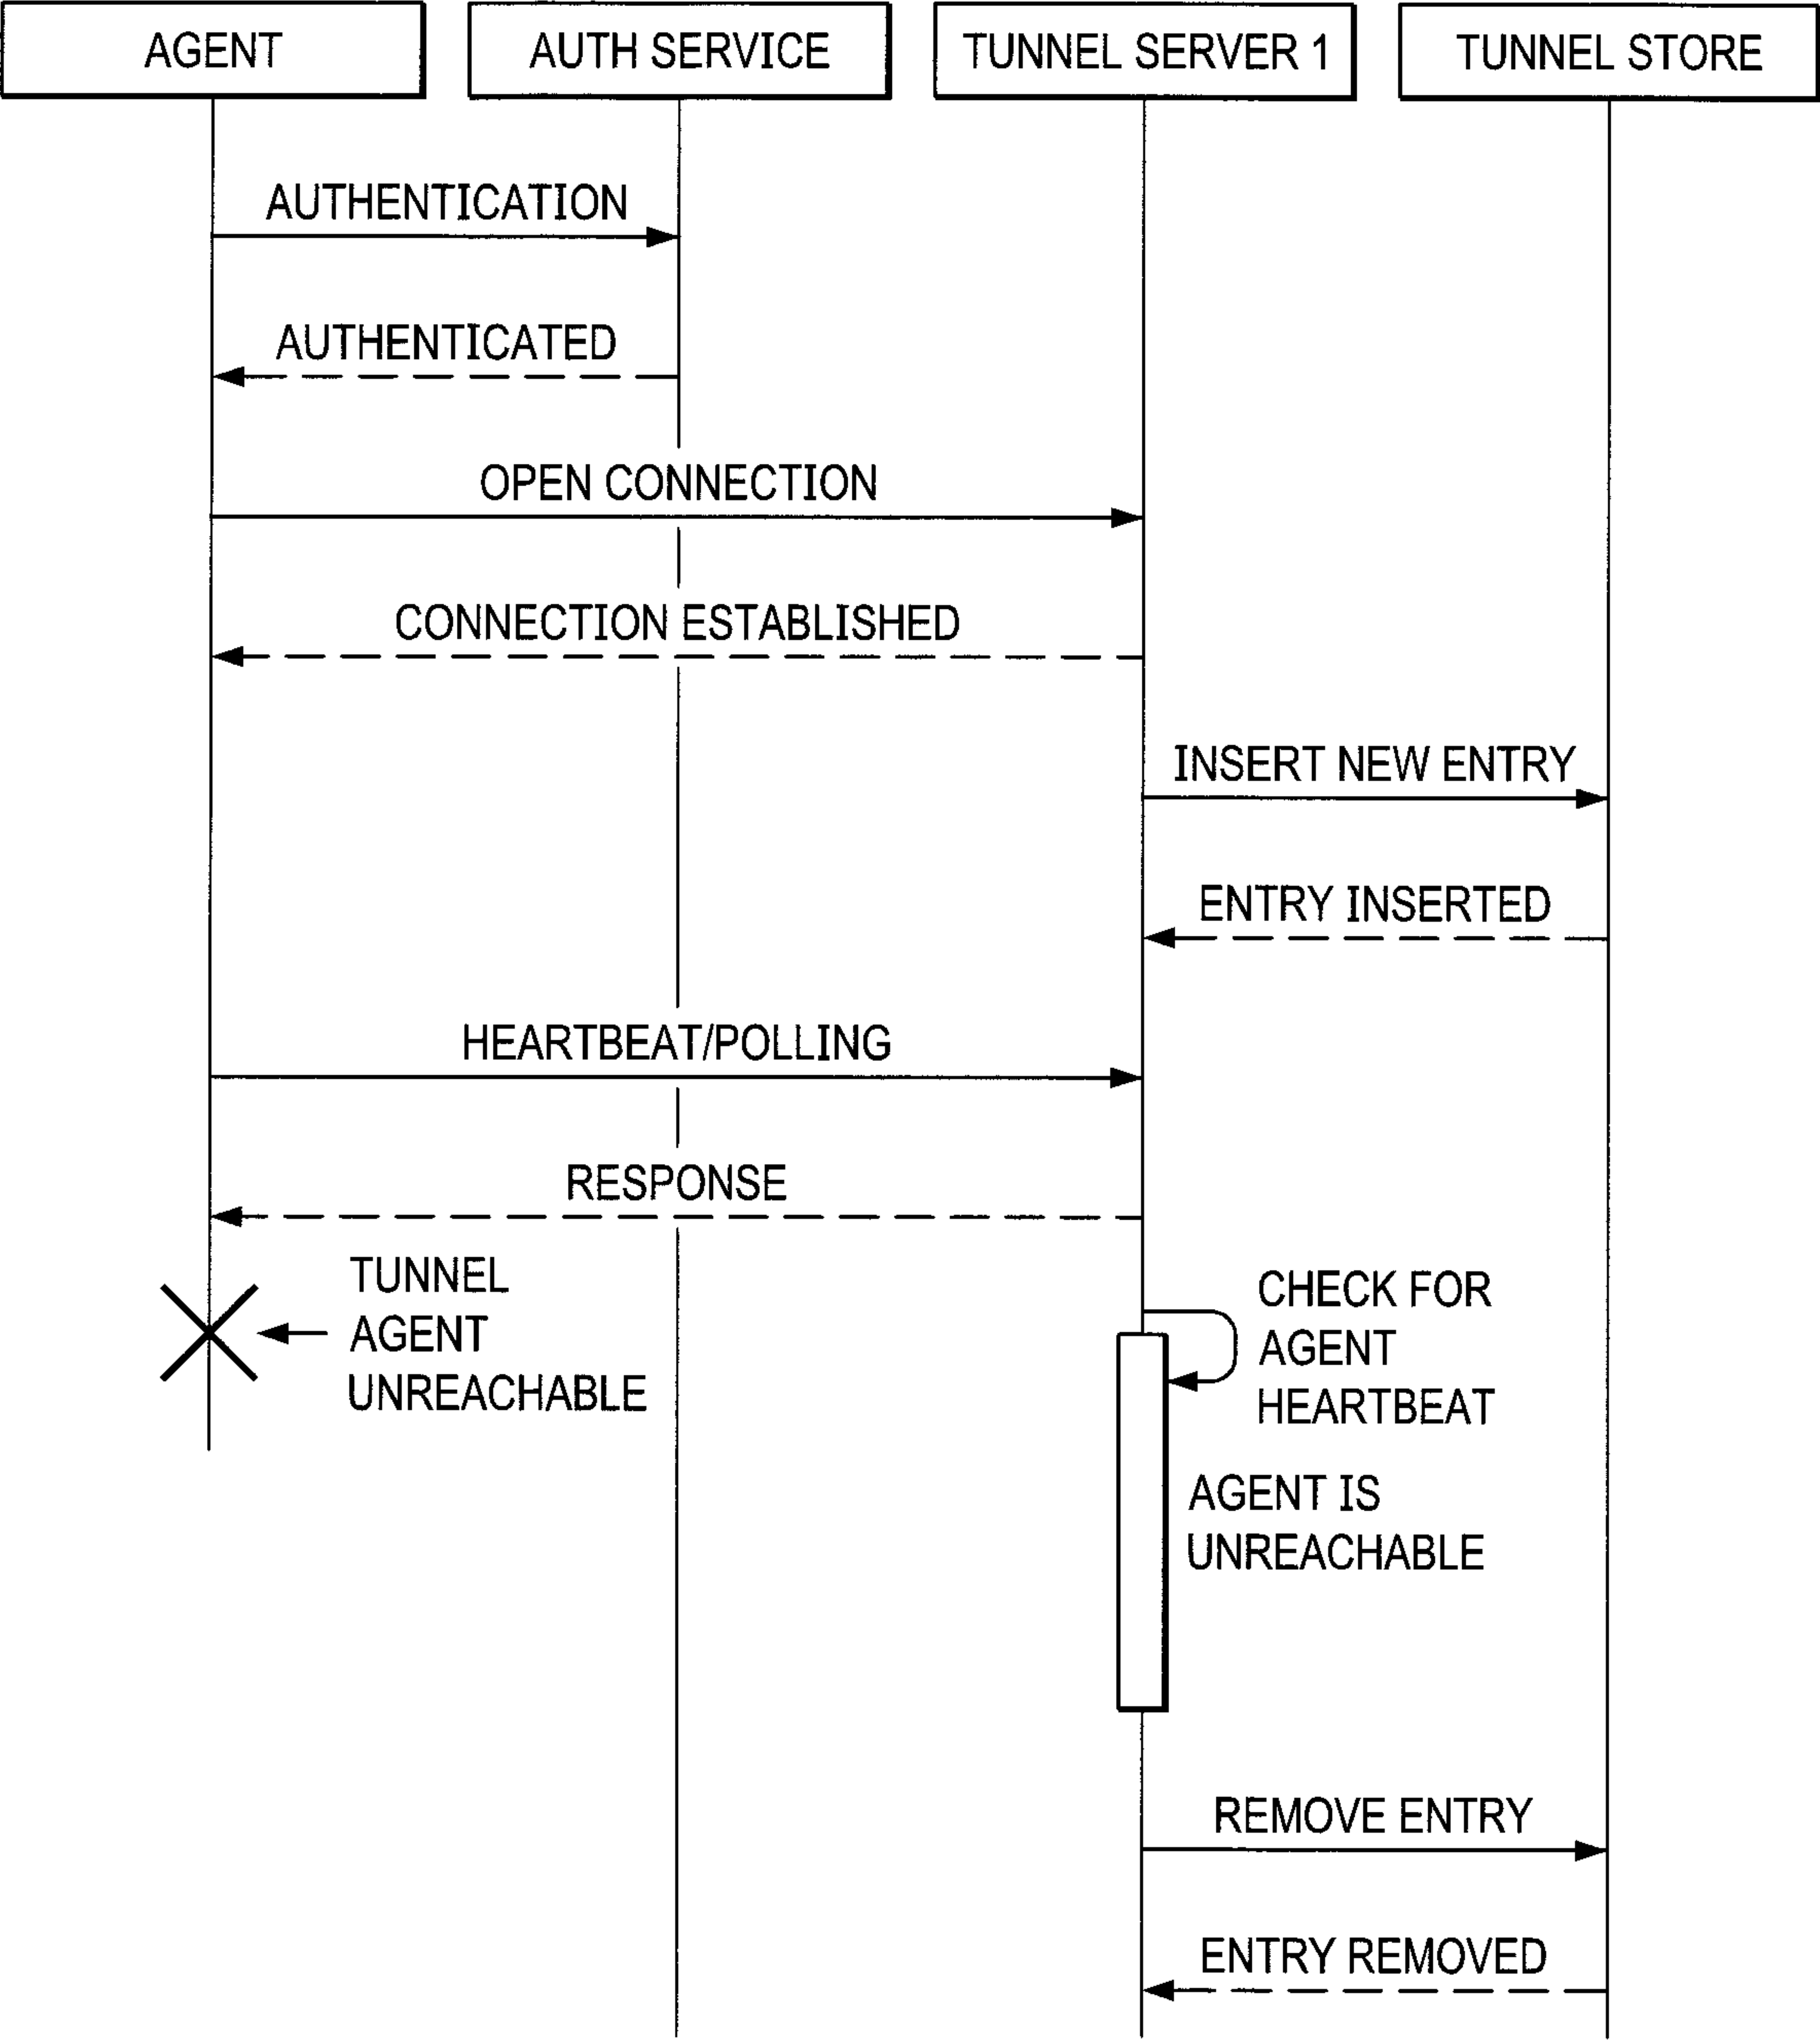 AGENT
AUTH SERVICE
TUNNEL SERVER 1
TUNNEL STORE
AUTHENTICATION
AUTHENTICATED
OPEN CONNECTION
CONNECTION ESTABLISHED
INSERT NEW ENTRY
ENTRY INSERTED
HEARTBEAT/POLLING
RESPONSE
TUNNEL
AGENT
UNREACHABLE
CHECK FOR
AGENT
HEARTBEAT
AGENT IS
UNREACHABLE
REMOVE ENTRY
ENTRY REMOVED